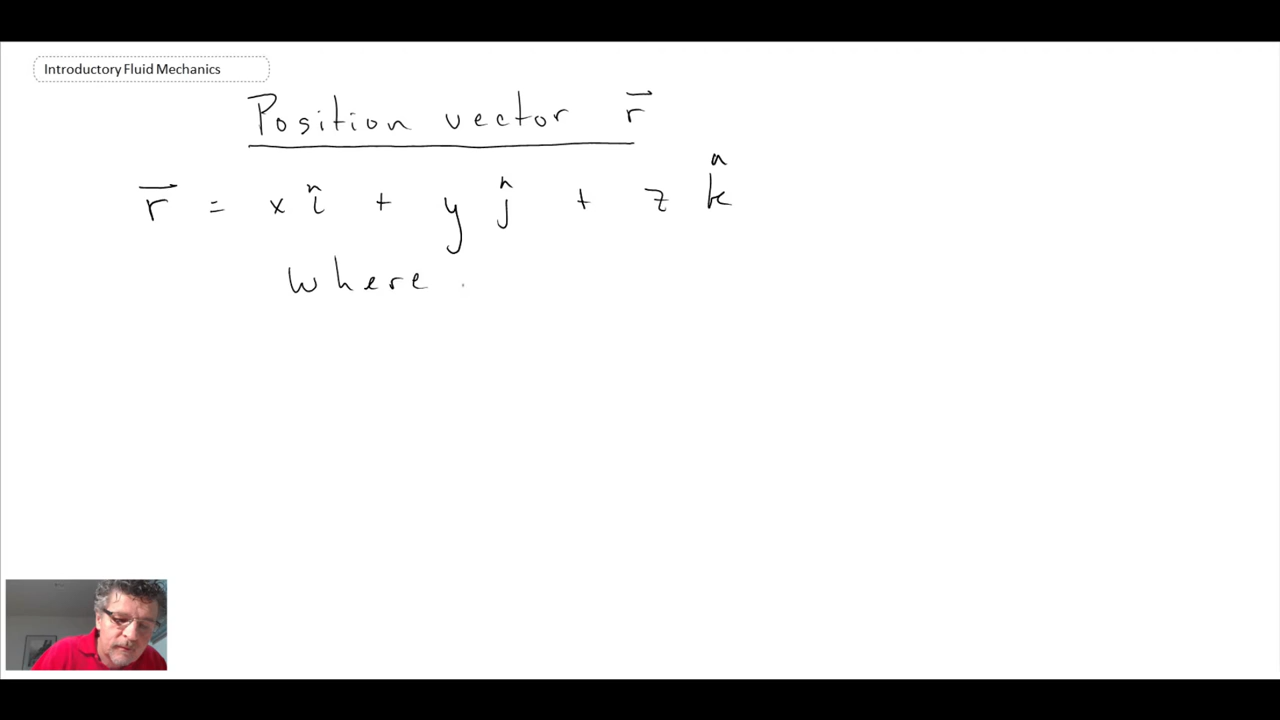 Introductory Fluid Mechanics
Position vector r⃗
r⃗ = x î + y ĵ + z k̂
where